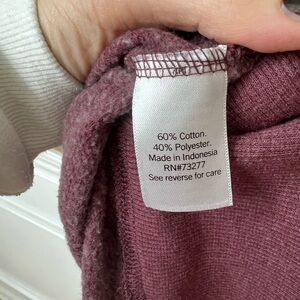 60% Cotton.
40% Polyester.
Made in Indonesia
RN#73277
See reverse for care